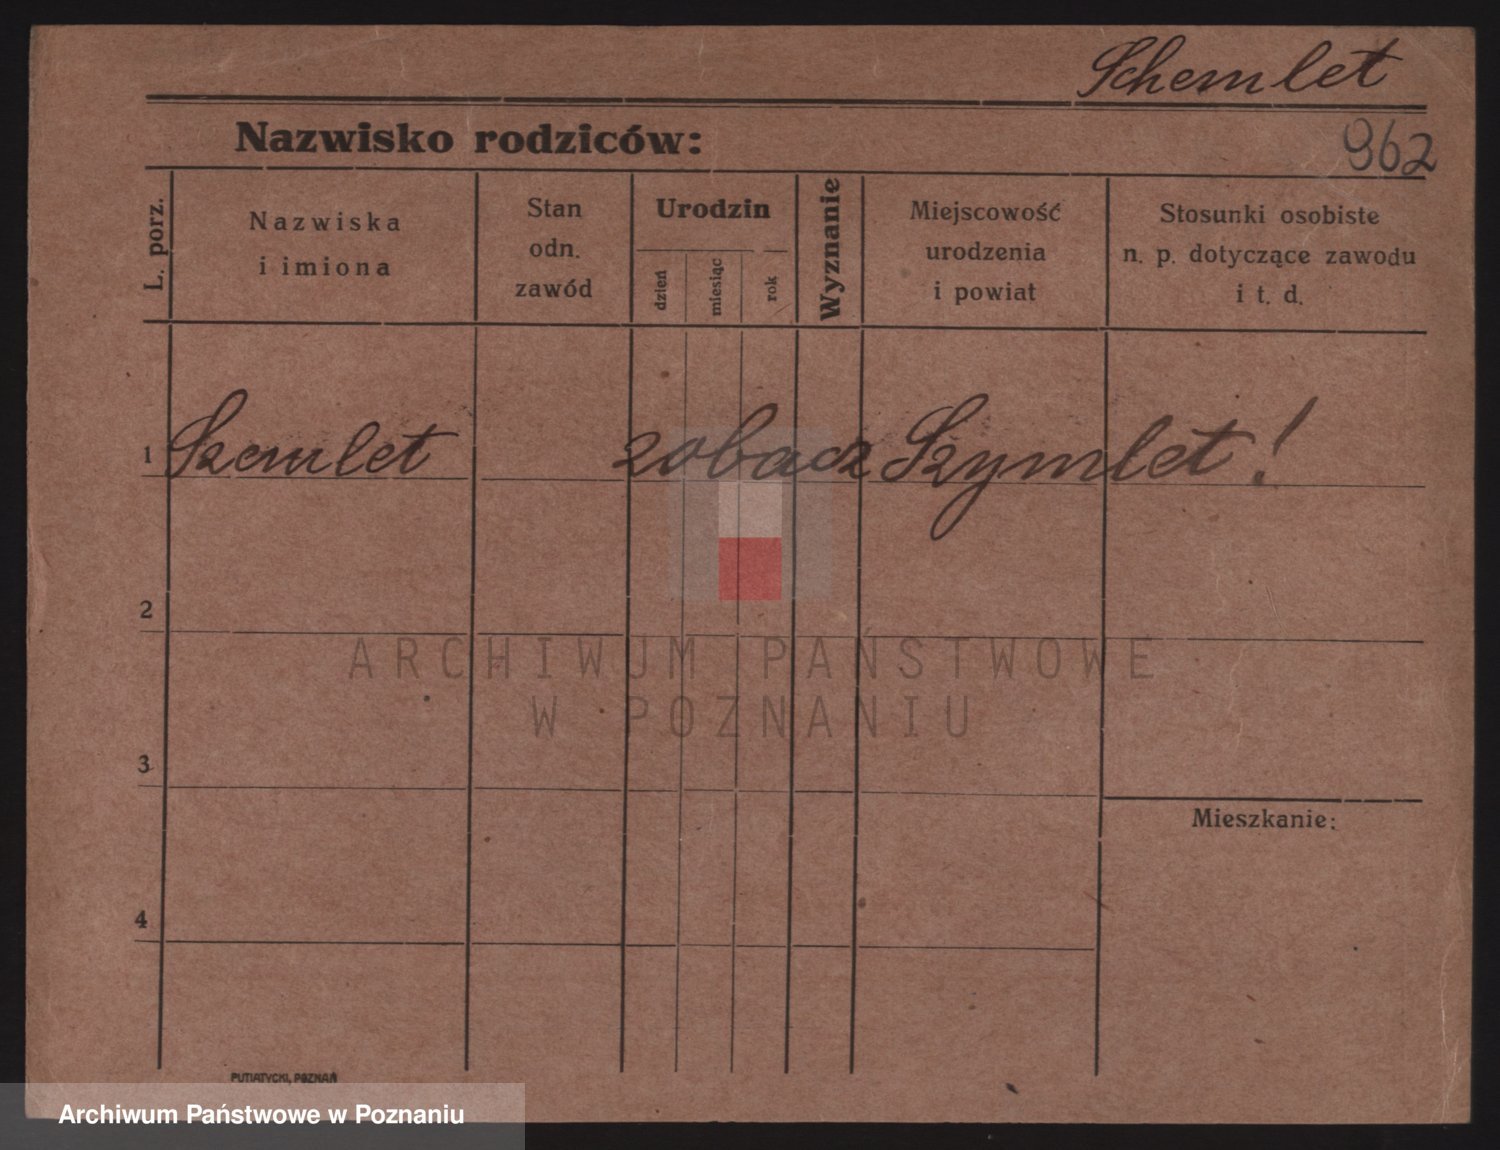 Schemlet
Nazwisko rodziców:
962
L. porz.
Nazwiska
i imiona
Stan
odn.
zawód
Urodzin
dzień
miesiąc
rok
Wyznanie
Miejscowość
urodzenia
i powiat
Stosunki osobiste
n. p. dotyczące zawodu
i t. d.
1 Szemlet zobacz Szymlet!
2
ARCHIWUM PAŃSTWOWE
W POZNANIU
3
Mieszkanie:
4
PUTIATYCKI, POZNAŃ
Archiwum Państwowe w Poznaniu